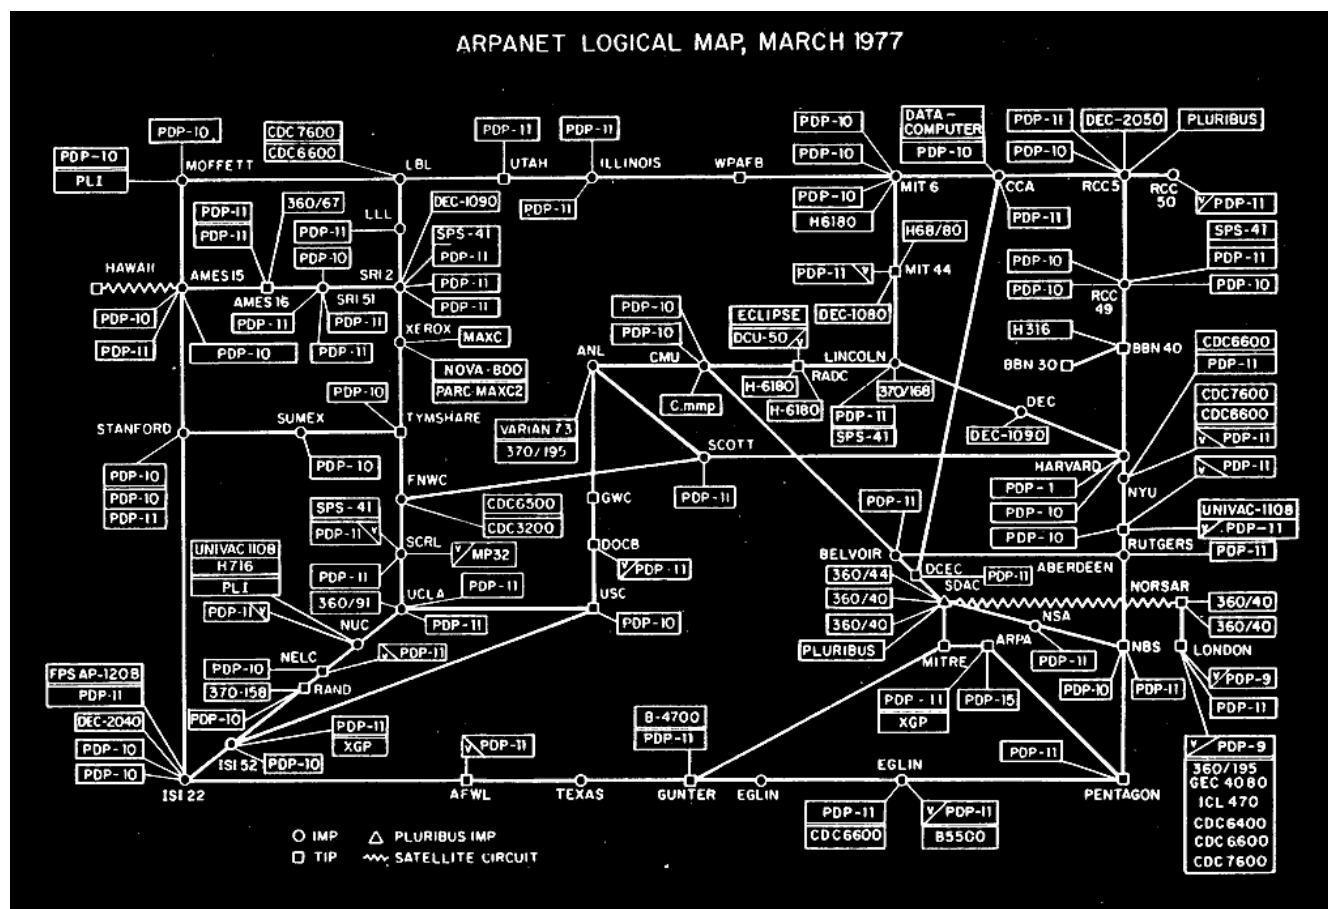 ARPANET LOGICAL MAP, MARCH 1977
PDP-10
CDC7600
CDC6600
PDP-11
PDP-11
PDP-10
DATA-
COMPUTER
PDP-10
PDP-11
DEC-2050
PLURIBUS
PDP-10
PLI
MOFFETT
LBL
UTAH
ILLINOIS
WPAFB
PDP-10
PDP-10
MIT 6
CCA
RCC 5
RCC
50
PDP-11
PDP-10
H6180
PDP-11
V PDP-11
PDP-11
PDP-11
360/67
LLL
PDP-11
DEC-1090
SPS-41
PDP-11
H68/80
SPS-41
PDP-11
HAWAII
AMES 15
PDP-10
SRI 2
PDP-11
PDP-11 V
MIT 44
PDP-10
PDP-10
PDP-10
AMES 16
SRI 51
PDP-11
RCC
49
PDP-10
PDP-11
PDP-11
PDP-11
PDP-11
PDP-10
XEROX
MAXC
PDP-10
PDP-10
ECLIPSE
DCU-50 V
DEC-1080
H316
BBN 40
CDC6600
PDP-11
ANL
CMU
RADC
LINCOLN
BBN 30
NOVA-800
PARC-MAXC2
H-6180
H-6180
370/168
CDC7600
CDC6600
PDP-10
C.mmp
PDP-11
SPS-41
DEC
DEC-1090
V PDP-11
STANFORD
SUMEX
TYMSHARE
VARIAN 73
370/195
SCOTT
HARVARD
V PDP-11
PDP-10
PDP-10
PDP-11
PDP-10
FNWC
PDP-11
PDP-1
PDP-10
NYU
SPS-41
PDP-11 V
CDC6500
CDC3200
GWC
PDP-11
PDP-10
UNIVAC-1108
V PDP-11
UNIVAC 1108
H716
PLI
SCRL
V MP32
DOCB
V PDP-11
BELVOIR
DCEC
PDP-11
ABERDEEN
RUTGERS
PDP-11
PDP-11
360/91
UCLA
PDP-11
USC
360/44
360/40
360/40
PLURIBUS
SDAC
NORSAR
360/40
360/40
PDP-11 V
NUC
PDP-11
PDP-10
NSA
PDP-11
NELC
PDP-10
V PDP-11
MITRE
ARPA
NBS
LONDON
FPS AP-120B
PDP-11
370-158
RAND
PDP-11
XGP
PDP-15
PDP-10
PDP-11
V PDP-9
PDP-11
DEC-2040
PDP-10
PDP-11
XGP
B-4700
PDP-11
PDP-10
PDP-10
ISI 52
PDP-10
V PDP-11
PDP-11
V PDP-9
360/195
GEC 4080
ICL 470
CDC6400
CDC6600
CDC7600
ISI 22
AFWL
TEXAS
GUNTER
EGLIN
EGLIN
PENTAGON
PDP-11
CDC6600
V PDP-11
B5500
IMP
PLURIBUS IMP
TIP
SATELLITE CIRCUIT